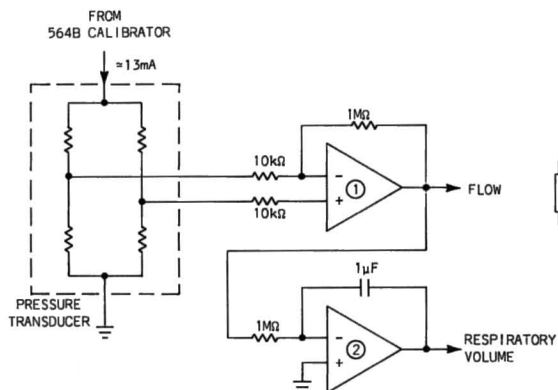 FROM
564B CALIBRATOR
≃13mA
1MΩ
10kΩ
10kΩ
−
+
1
FLOW
PRESSURE
TRANSDUCER
1μF
1MΩ
−
+
2
RESPIRATORY
VOLUME